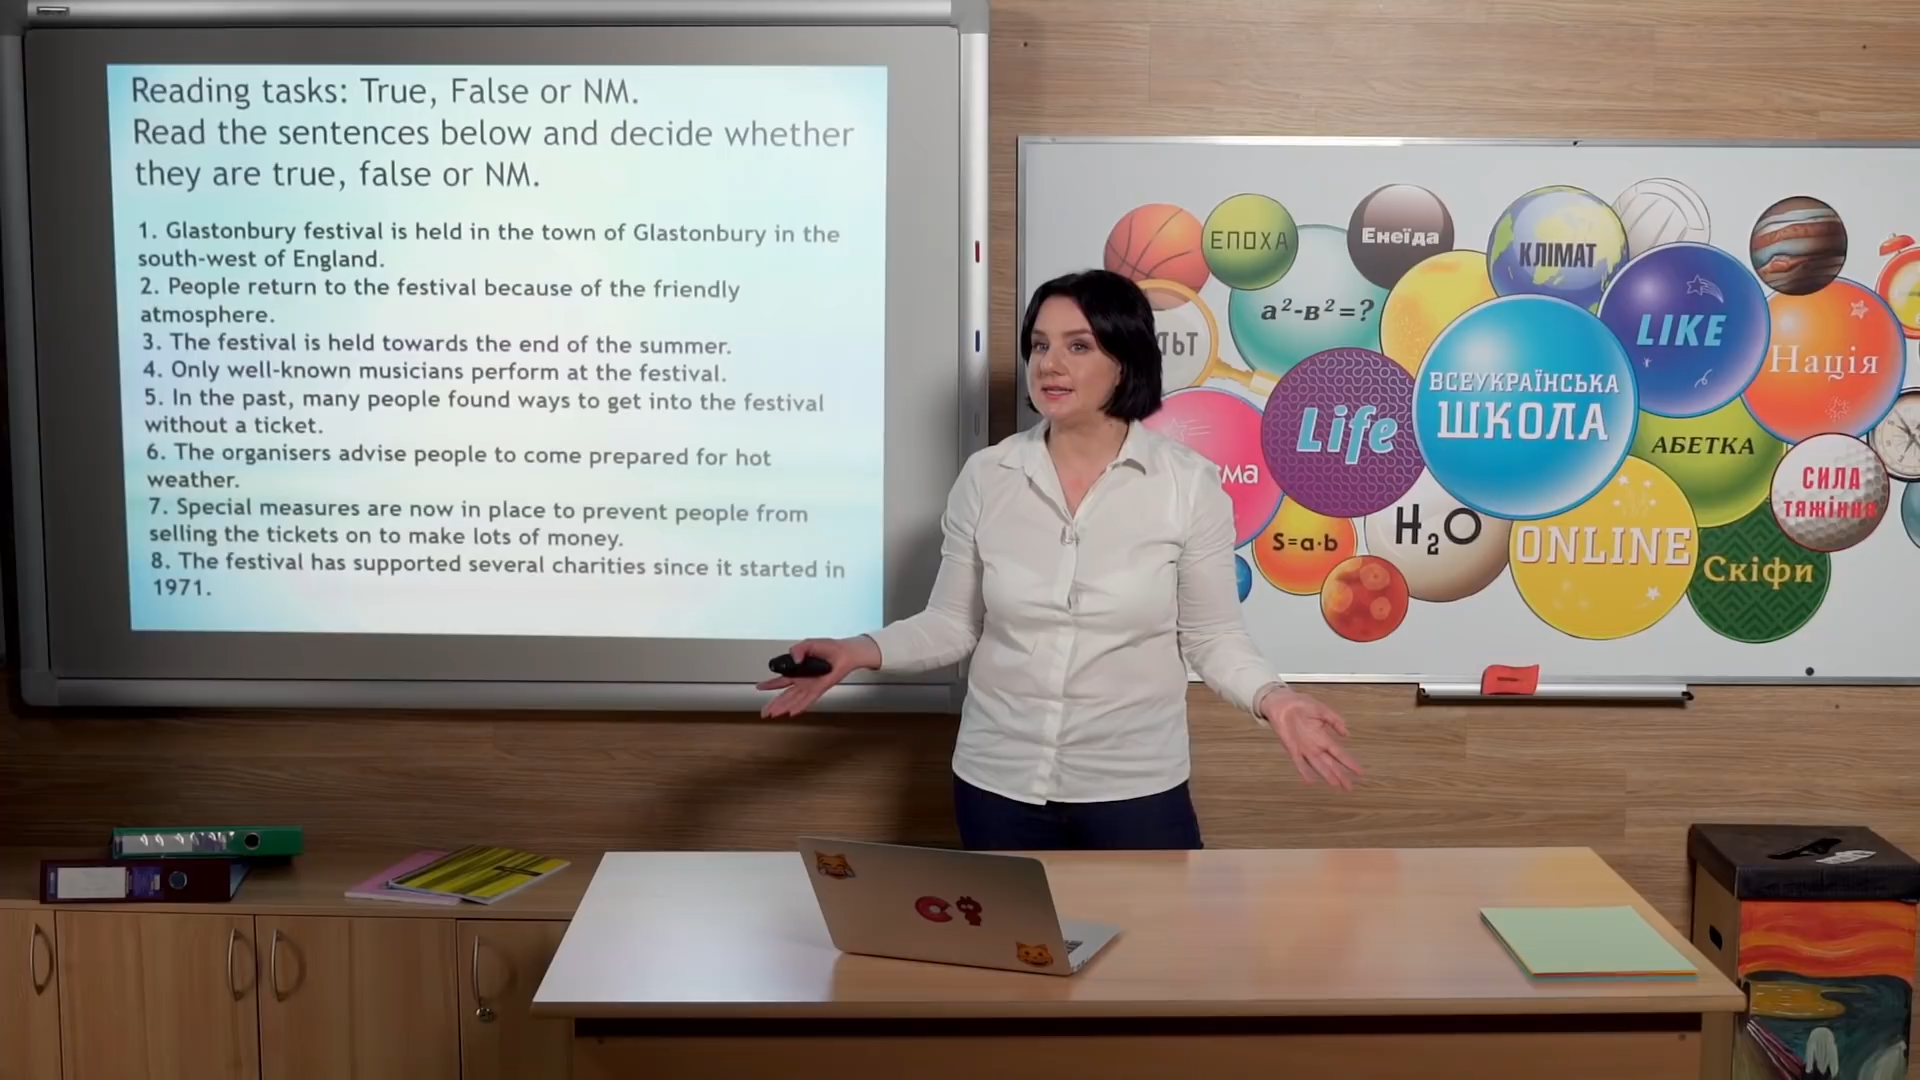 Reading tasks: True, False or NM.
Read the sentences below and decide whether
they are true, false or NM.
1. Glastonbury festival is held in the town of Glastonbury in the
south-west of England.
2. People return to the festival because of the friendly
atmosphere.
3. The festival is held towards the end of the summer.
4. Only well-known musicians perform at the festival.
5. In the past, many people found ways to get into the festival
without a ticket.
6. The organisers advise people to come prepared for hot
weather.
7. Special measures are now in place to prevent people from
selling the tickets on to make lots of money.
8. The festival has supported several charities since it started in
1971.
ЕПОХА
Енеїда
КЛІМАТ
a²-в²=?
LIKE
Нація
ВСЕУКРАЇНСЬКА
ШКОЛА
Life
АБЕТКА
СИЛА
ТЯЖІННЯ
H₂O
S=a·b
ONLINE
Скіфи